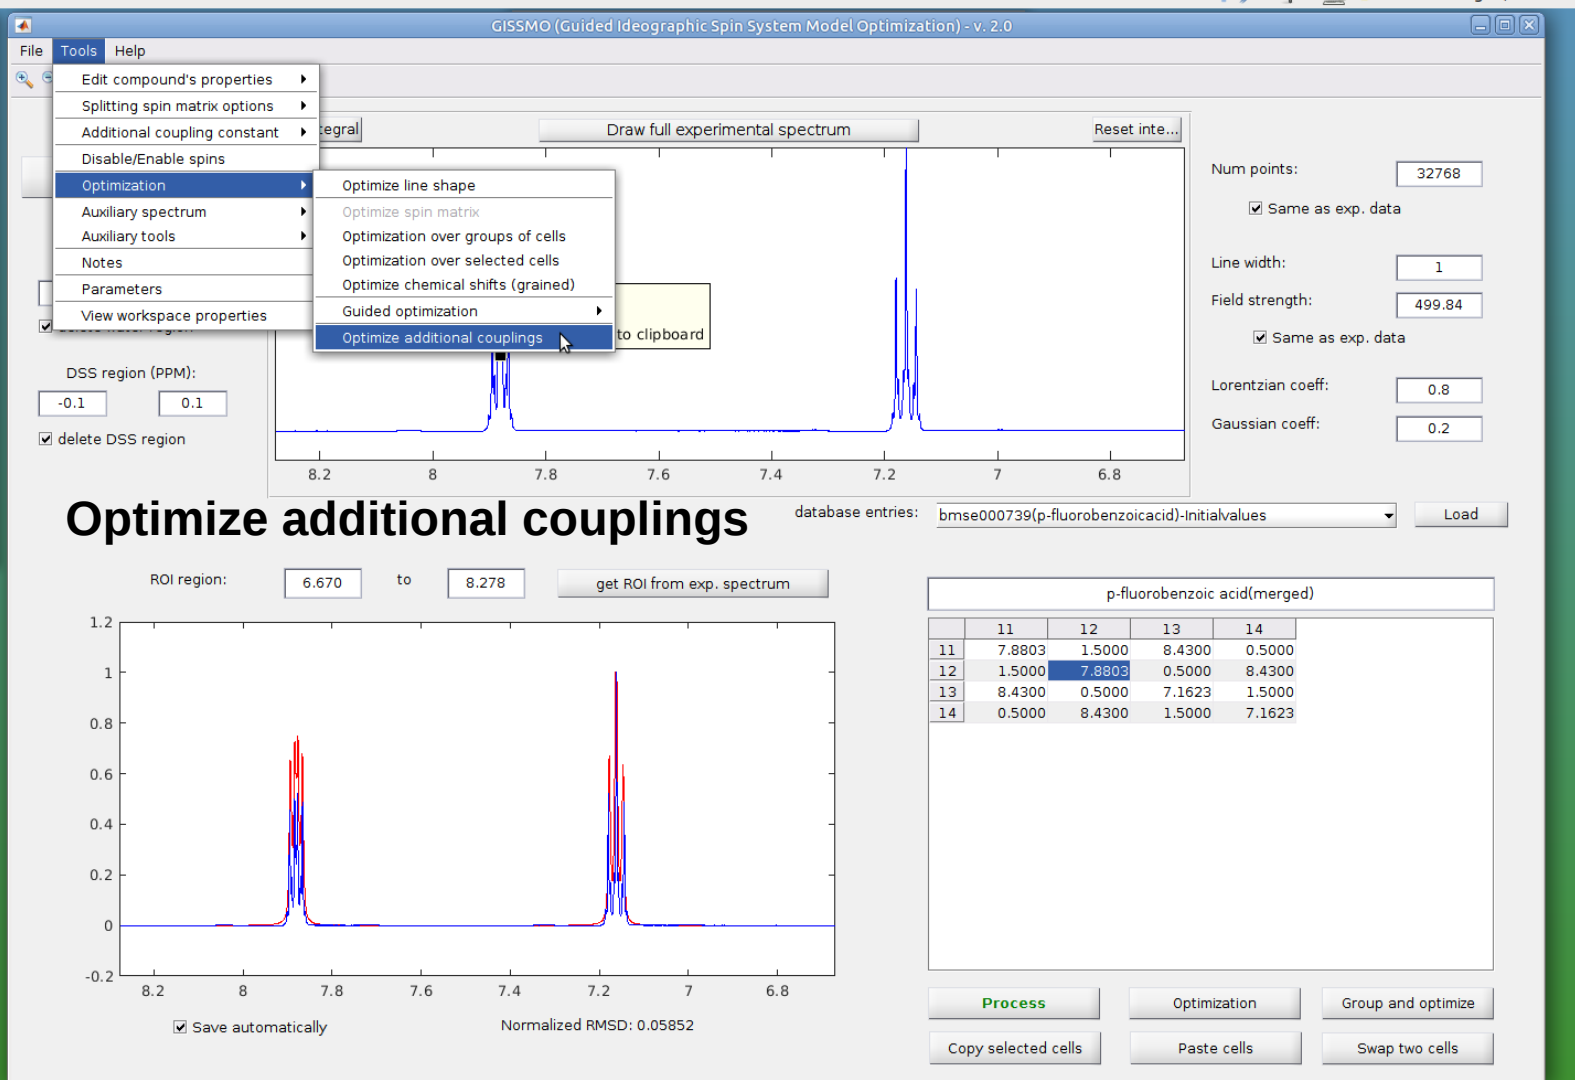 GISSMO (Guided Ideographic Spin System Model Optimization) - v. 2.0
File Tools Help
Edit compound's properties
Splitting spin matrix options
Additional coupling constant
Disable/Enable spins
Optimization
Auxiliary spectrum
Auxiliary tools
Notes
Parameters
View workspace properties
Optimize line shape
Optimize spin matrix
Optimization over groups of cells
Optimization over selected cells
Optimize chemical shifts (grained)
Guided optimization
Optimize additional couplings
to clipboard
Draw full experimental spectrum
Reset inte...
8.2 8 7.8 7.6 7.4 7.2 7 6.8
DSS region (PPM):
-0.1 0.1
delete DSS region
Num points: 32768
Same as exp. data
Line width: 1
Field strength: 499.84
Same as exp. data
Lorentzian coeff: 0.8
Gaussian coeff: 0.2
Optimize additional couplings
database entries: bmse000739(p-fluorobenzoicacid)-Initialvalues Load
ROI region: 6.670 to 8.278 get ROI from exp. spectrum
1.2
1
0.8
0.6
0.4
0.2
0
-0.2
8.2 8 7.8 7.6 7.4 7.2 7 6.8
Save automatically
Normalized RMSD: 0.05852
p-fluorobenzoic acid(merged)
11 12 13 14
11 7.8803 1.5000 8.4300 0.5000
12 1.5000 7.8803 0.5000 8.4300
13 8.4300 0.5000 7.1623 1.5000
14 0.5000 8.4300 1.5000 7.1623
Process Optimization Group and optimize
Copy selected cells Paste cells Swap two cells